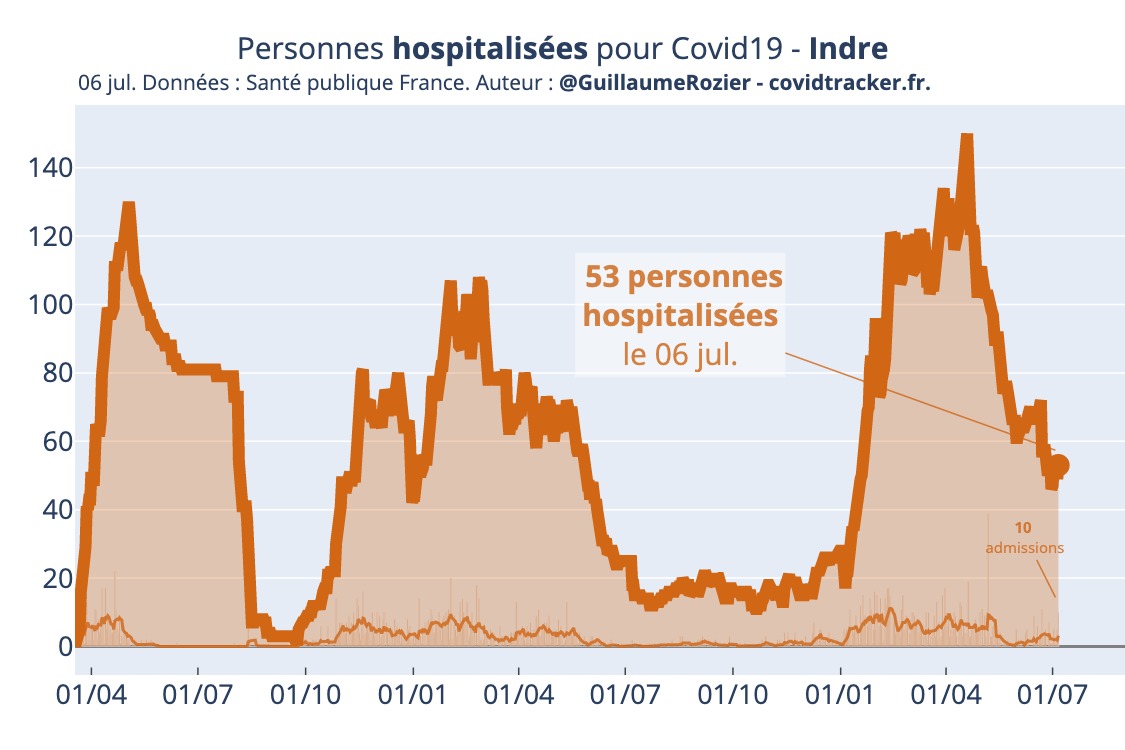 Personnes hospitalisées pour Covid19 - Indre
06 jul. Données : Santé publique France. Auteur : @GuillaumeRozier - covidtracker.fr.
140
120
100
80
60
40
20
0
53 personnes
hospitalisées
le 06 jul.
10
admissions
01/04 01/07 01/10 01/01 01/04 01/07 01/10 01/01 01/04 01/07